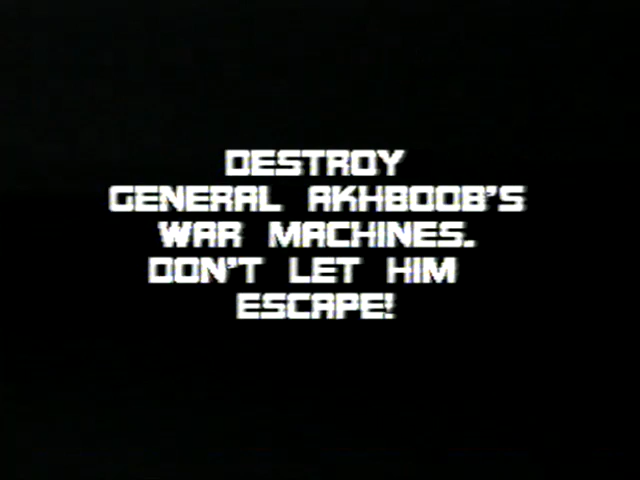 DESTROY
GENERAL AKHBOOB'S
WAR MACHINES.
DON'T LET HIM
ESCAPE!